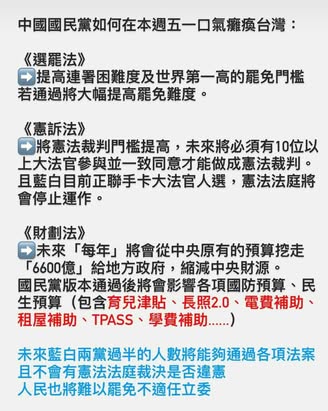 中國國民黨如何在本週五一口氣癱瘓台灣：
《選罷法》
➡️提高連署困難度及世界第一高的罷免門檻
若通過將大幅提高罷免難度。
《憲訴法》
➡️將憲法裁判門檻提高，未來將必須有10位以
上大法官參與並一致同意才能做成憲法裁判。
且藍白目前正聯手卡大法官人選，憲法法庭將
會停止運作。
《財劃法》
➡️未來「每年」將會從中央原有的預算挖走
「6600億」給地方政府，縮減中央財源。
國民黨版本通過後將會影響各項國防預算、民
生預算（包含育兒津貼、長照2.0、電費補助、
租屋補助、TPASS、學費補助......）
未來藍白兩黨過半的人數將能夠通過各項法案
且不會有憲法法庭裁決是否違憲
人民也將難以罷免不適任立委